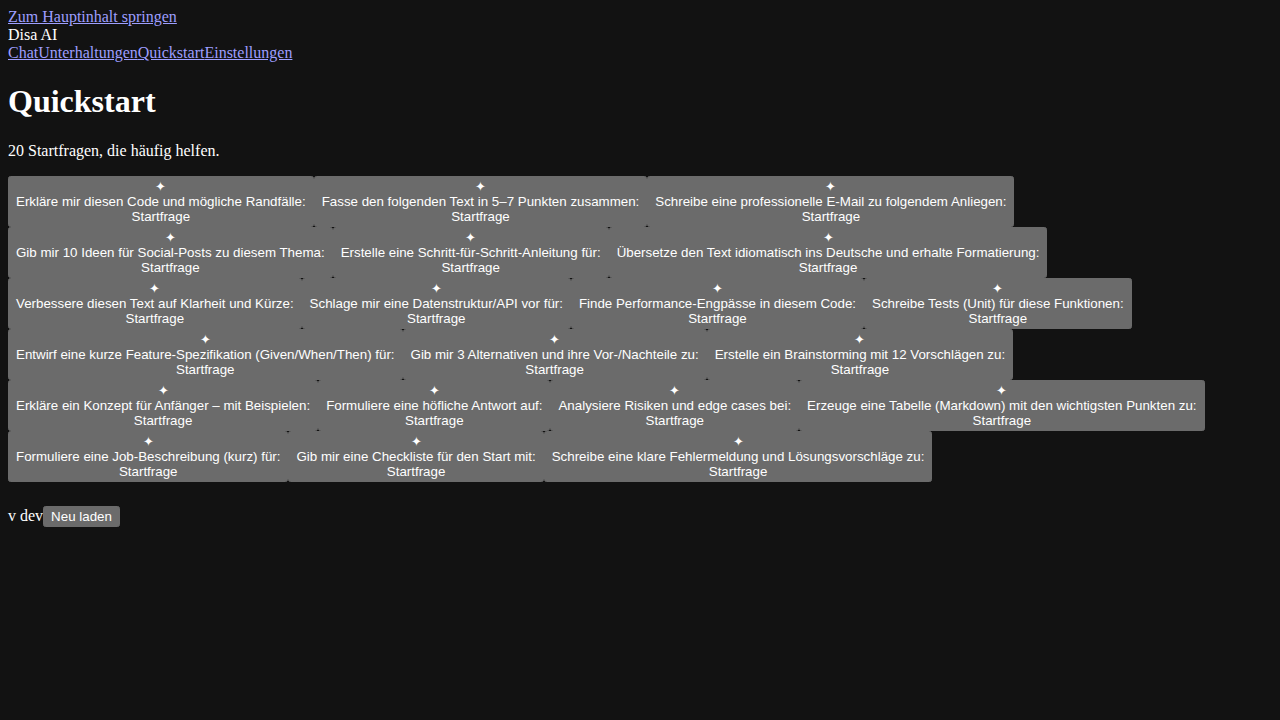 Zum Hauptinhalt springen
Disa AI
ChatUnterhaltungenQuickstartEinstellungen
Quickstart
20 Startfragen, die häufig helfen.
✦
Erkläre mir diesen Code und mögliche Randfälle:
Startfrage
✦
Fasse den folgenden Text in 5–7 Punkten zusammen:
Startfrage
✦
Schreibe eine professionelle E-Mail zu folgendem Anliegen:
Startfrage
✦
Gib mir 10 Ideen für Social-Posts zu diesem Thema:
Startfrage
✦
Erstelle eine Schritt-für-Schritt-Anleitung für:
Startfrage
✦
Übersetze den Text idiomatisch ins Deutsche und erhalte Formatierung:
Startfrage
✦
Verbessere diesen Text auf Klarheit und Kürze:
Startfrage
✦
Schlage mir eine Datenstruktur/API vor für:
Startfrage
✦
Finde Performance-Engpässe in diesem Code:
Startfrage
✦
Schreibe Tests (Unit) für diese Funktionen:
Startfrage
✦
Entwirf eine kurze Feature-Spezifikation (Given/When/Then) für:
Startfrage
✦
Gib mir 3 Alternativen und ihre Vor-/Nachteile zu:
Startfrage
✦
Erstelle ein Brainstorming mit 12 Vorschlägen zu:
Startfrage
✦
Erkläre ein Konzept für Anfänger – mit Beispielen:
Startfrage
✦
Formuliere eine höfliche Antwort auf:
Startfrage
✦
Analysiere Risiken und edge cases bei:
Startfrage
✦
Erzeuge eine Tabelle (Markdown) mit den wichtigsten Punkten zu:
Startfrage
✦
Formuliere eine Job-Beschreibung (kurz) für:
Startfrage
✦
Gib mir eine Checkliste für den Start mit:
Startfrage
✦
Schreibe eine klare Fehlermeldung und Lösungsvorschläge zu:
Startfrage
v dev Neu laden